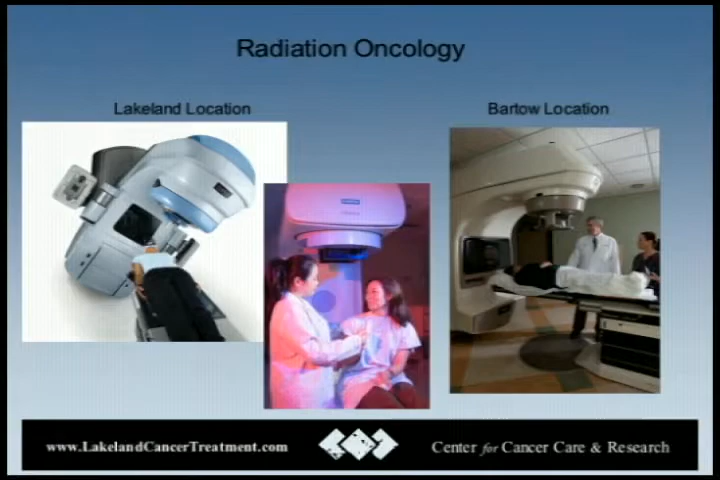 Radiation Oncology
Lakeland Location
Bartow Location
www.LakelandCancerTreatment.com
Center for Cancer Care & Research